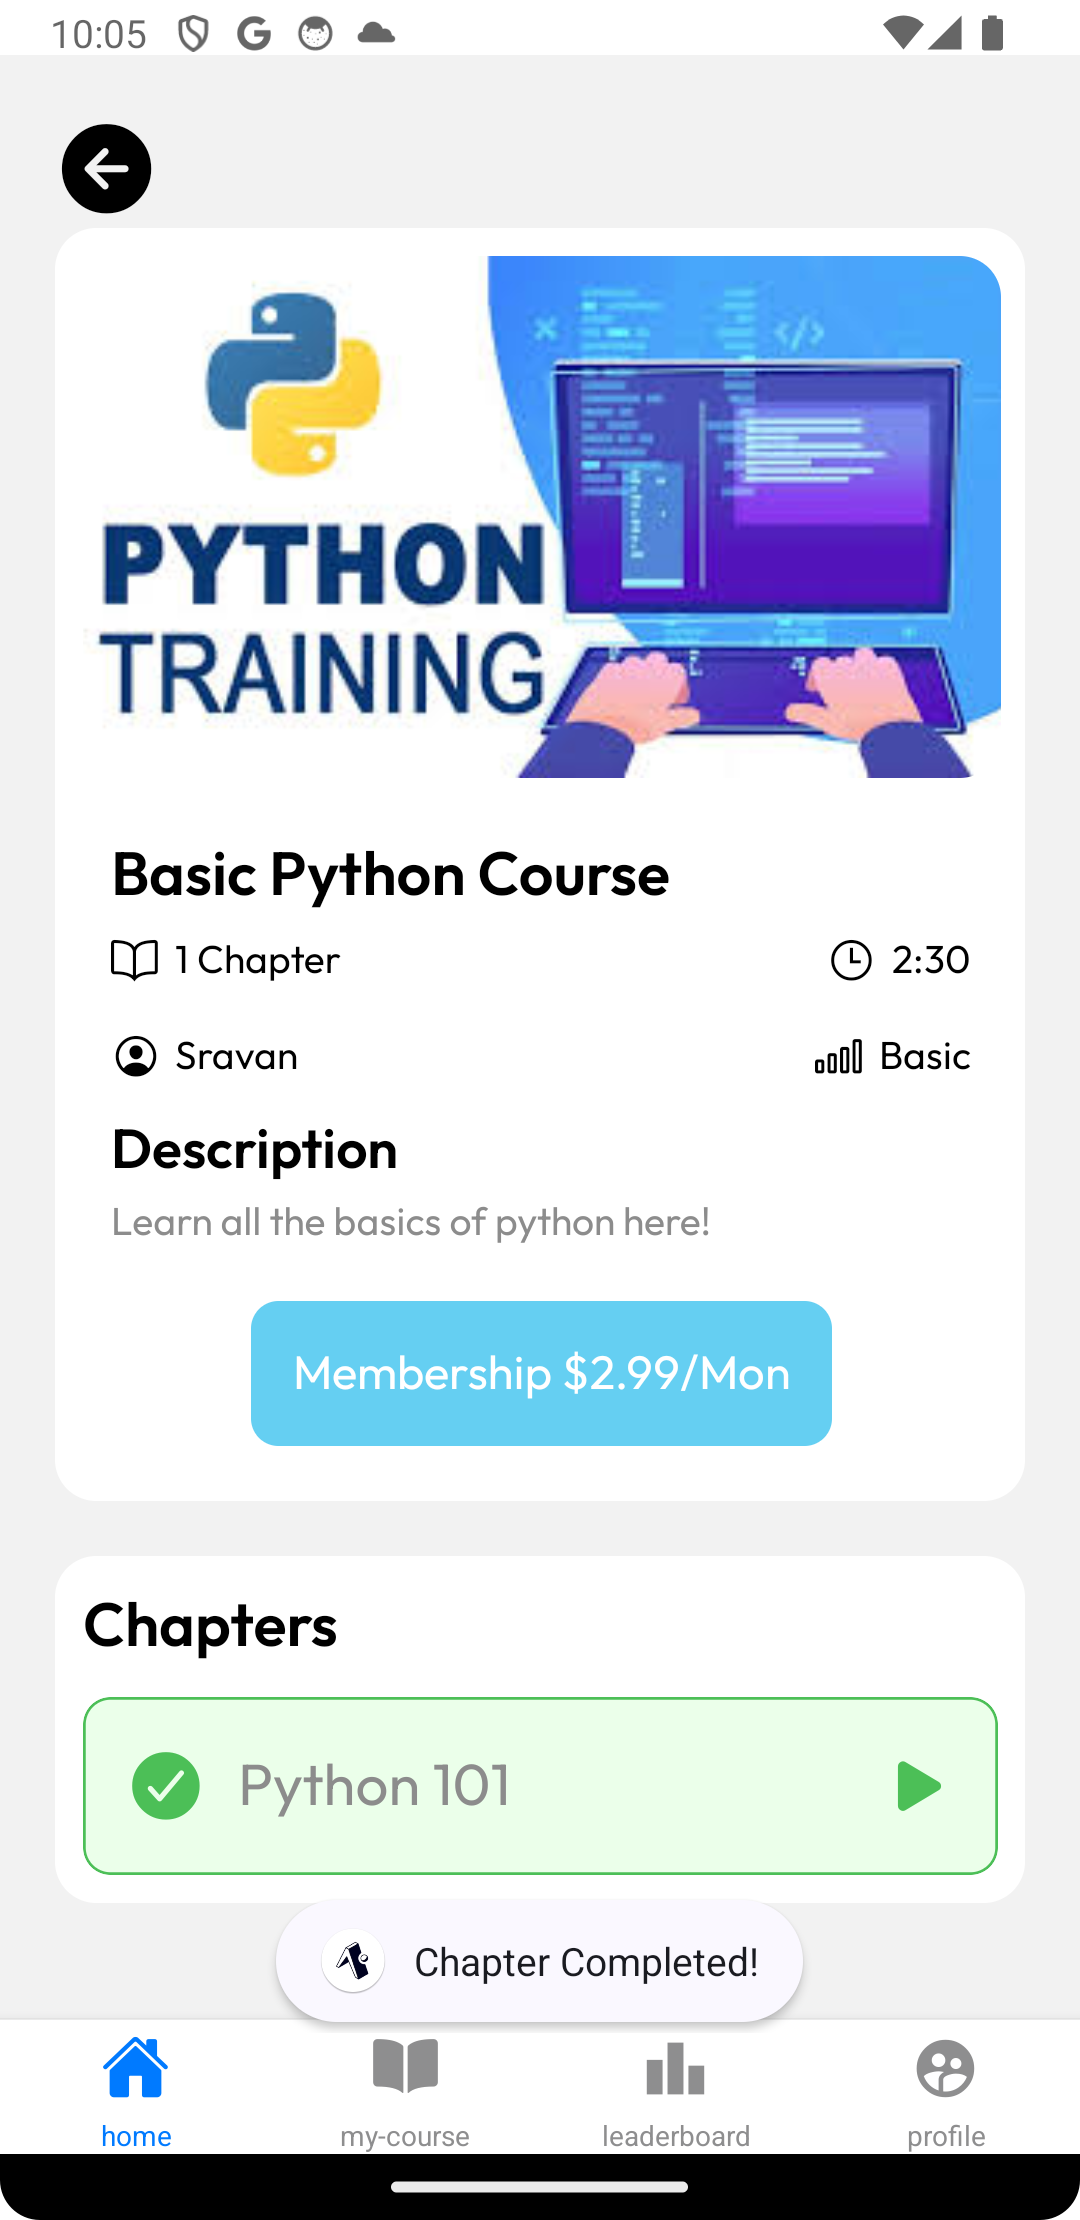 10:05
PYTHON
TRAINING
Basic Python Course
1 Chapter
2:30
Sravan
Basic
Description
Learn all the basics of python here!
Membership $2.99/Mon
Chapters
Python 101
Chapter Completed!
home
my-course
leaderboard
profile